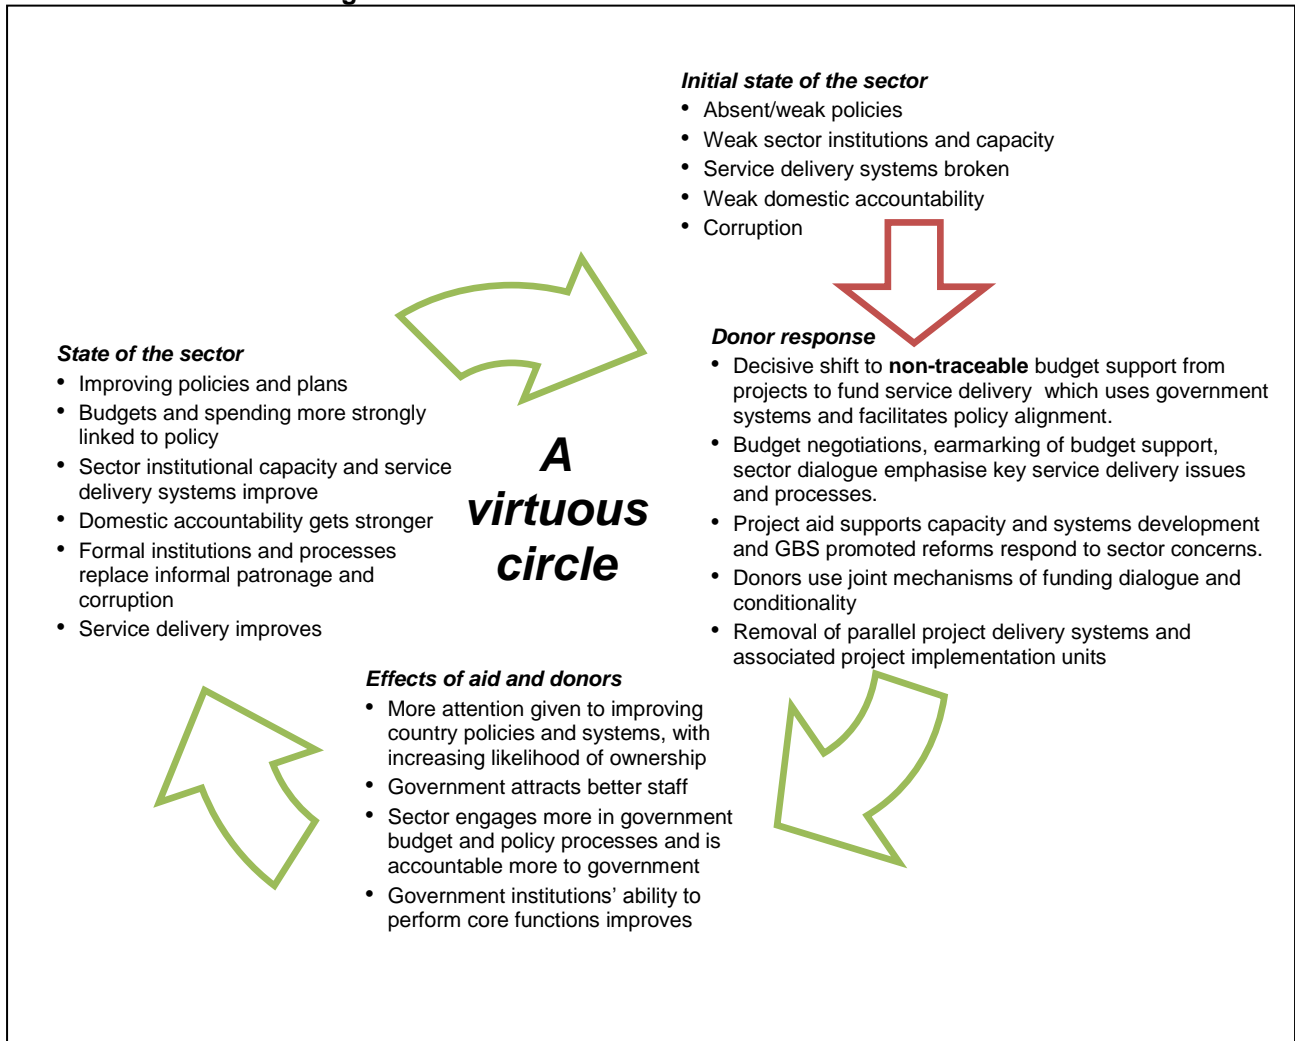 Initial state of the sector
• Absent/weak policies
• Weak sector institutions and capacity
• Service delivery systems broken
• Weak domestic accountability
• Corruption
Donor response
• Decisive shift to non-traceable budget support from
projects to fund service delivery which uses government
systems and facilitates policy alignment.
• Budget negotiations, earmarking of budget support,
sector dialogue emphasise key service delivery issues
and processes.
• Project aid supports capacity and systems development
and GBS promoted reforms respond to sector concerns.
• Donors use joint mechanisms of funding dialogue and
conditionality
• Removal of parallel project delivery systems and
associated project implementation units
Effects of aid and donors
• More attention given to improving
country policies and systems, with
increasing likelihood of ownership
• Government attracts better staff
• Sector engages more in government
budget and policy processes and is
accountable more to government
• Government institutions’ ability to
perform core functions improves
State of the sector
• Improving policies and plans
• Budgets and spending more strongly
linked to policy
• Sector institutional capacity and service
delivery systems improve
• Domestic accountability gets stronger
• Formal institutions and processes
replace informal patronage and
corruption
• Service delivery improves
A
virtuous
circle